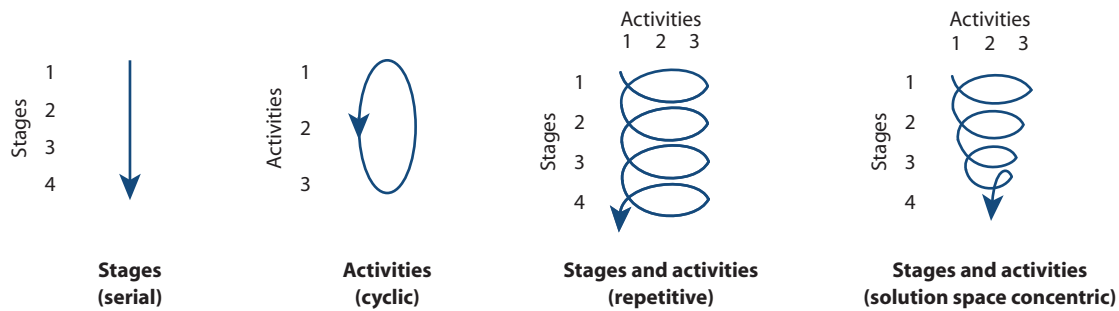 Stages
1
2
3
4
Stages
(serial)
Activities
1
2
3
Activities
(cyclic)
Activities
1 2 3
Stages
1
2
3
4
Stages and activities
(repetitive)
Activities
1 2 3
Stages
1
2
3
4
Stages and activities
(solution space concentric)